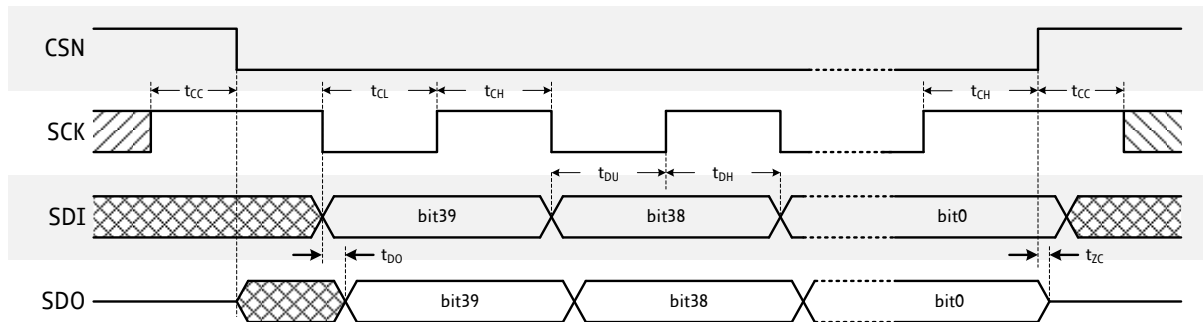 CSN
tCC tCL tCH tCH tCC
SCK
tDU tDH
SDI bit39 bit38 bit0
tDO tZC
SDO bit39 bit38 bit0